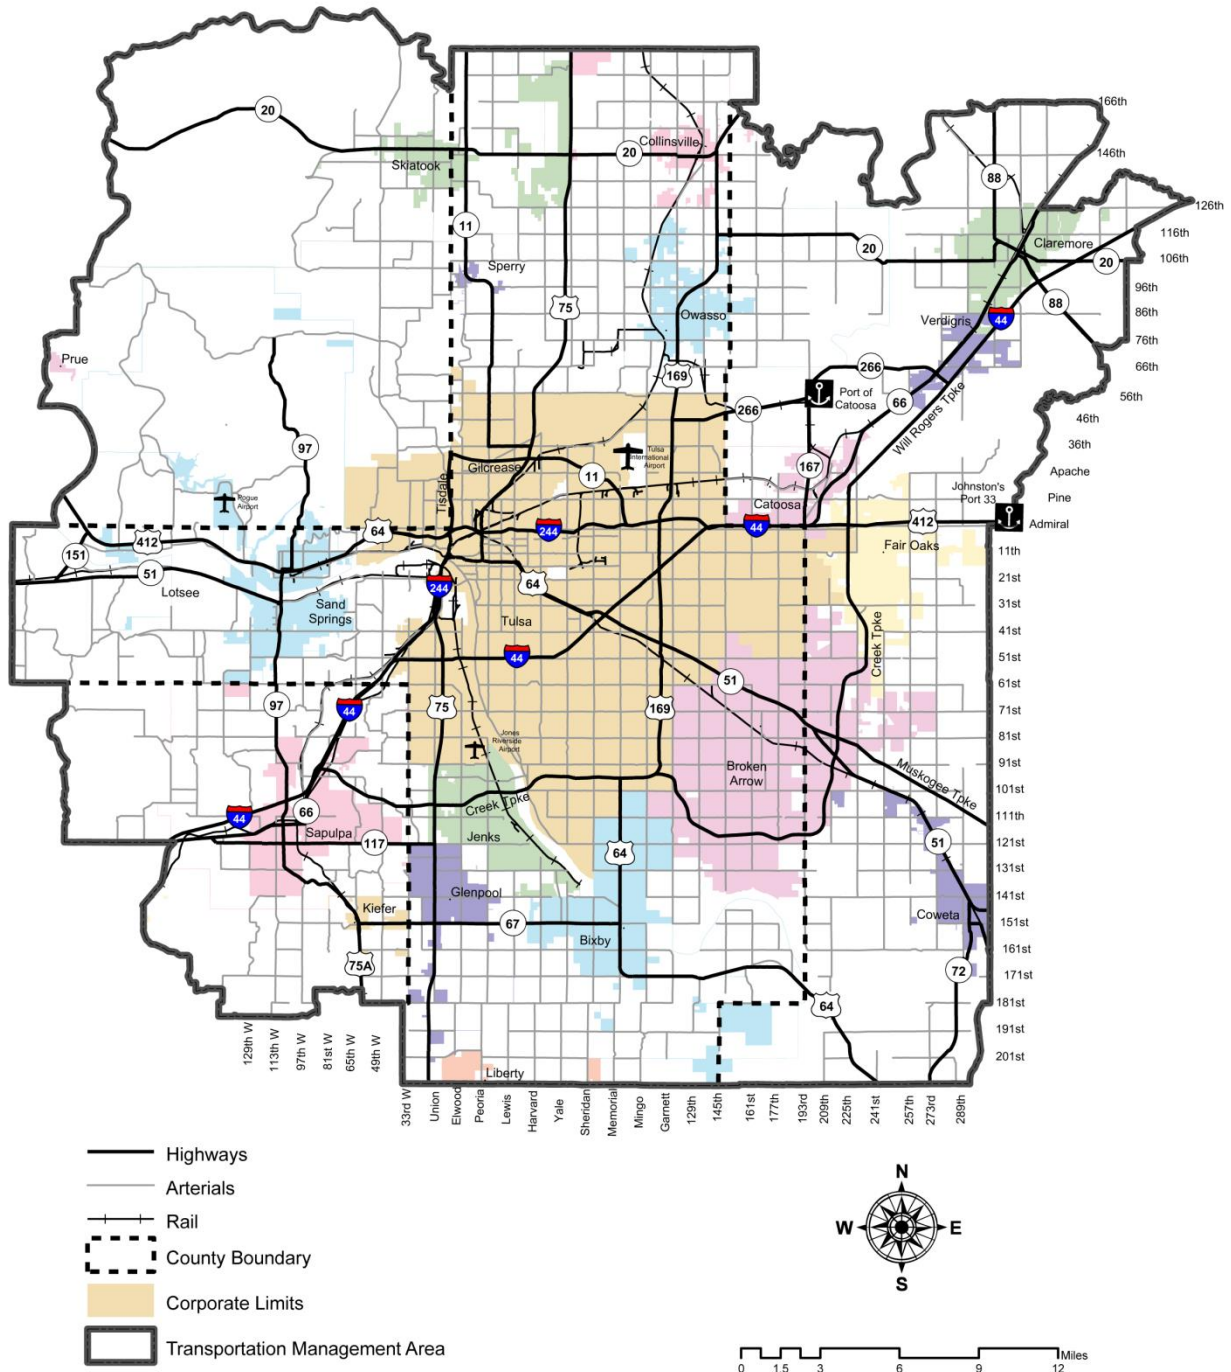 166th
146th
126th
116th
106th
96th
86th
76th
66th
56th
46th
36th
Apache
Pine
Admiral
20
Skiatook
Collinsville
20
88
11
Sperry
75
Owasso
169
20
Claremore
20
88
Verdigris
44
Prue
266
266
Port of
Catoosa
66
Will Rogers Tpke
97
Gilcrease
Tulsa
International
Airport
11
167
Catoosa
Johnston's
Port 33
Pogue
Airport
Tisdale
64
412
151
51
Lotsee
244
44
412
Fair Oaks
Sand
Springs
244
64
Tulsa
44
Creek Tpke
11th
21st
31st
41st
51st
61st
71st
81st
91st
101st
111th
121st
131st
141st
151st
161st
171st
181st
191st
201st
97
44
75
169
51
Jones
Riverside
Airport
Broken
Arrow
Muskogee Tpke
44
66
Sapulpa
Creek Tpke
Jenks
117
64
51
Glenpool
Kiefer
67
Bixby
Coweta
75A
72
64
Liberty
129th W
113th W
97th W
81st W
65th W
49th W
33rd W
Union
Elwood
Peoria
Lewis
Harvard
Yale
Sheridan
Memorial
Mingo
Garnett
129th
145th
161st
177th
193rd
209th
225th
241st
257th
273rd
289th
Highways
Arterials
Rail
County Boundary
Corporate Limits
Transportation Management Area
N
W
E
S
Miles
0 1.5 3 6 9 12